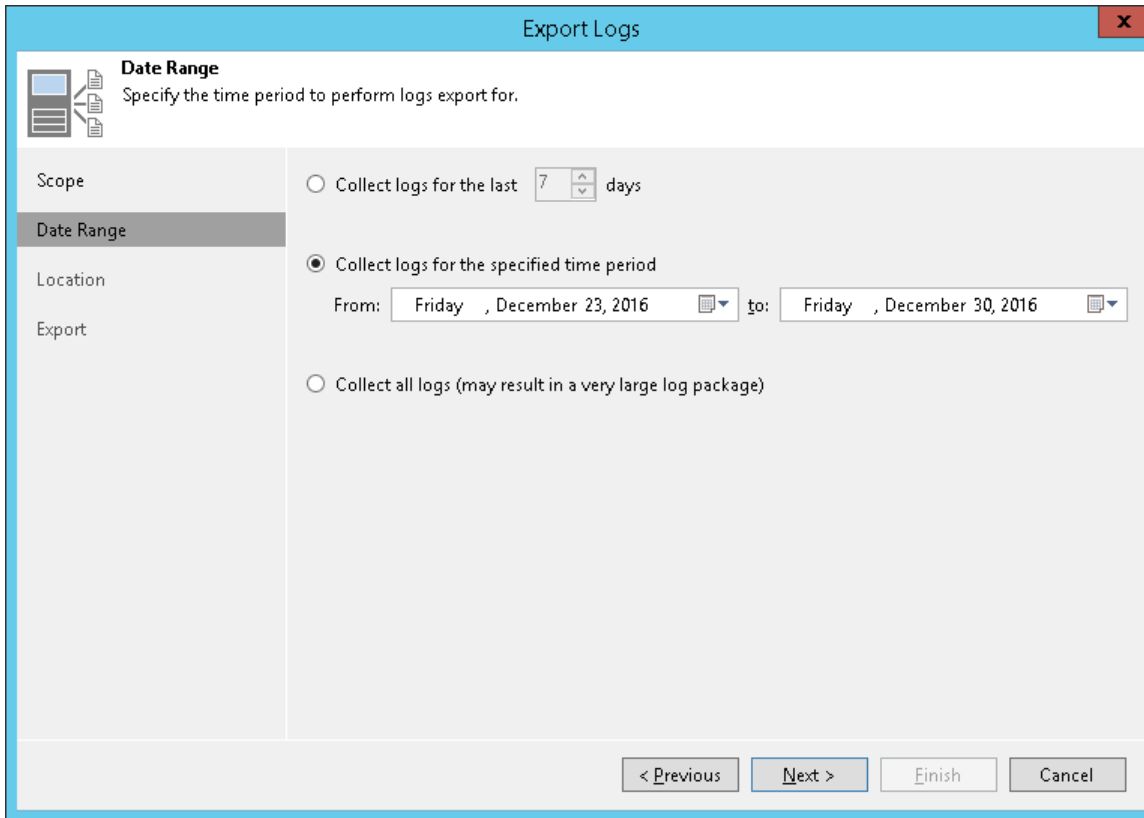 Export Logs
x
Date Range
Specify the time period to perform logs export for.
Scope
Date Range
Location
Export
Collect logs for the last 7 days
Collect logs for the specified time period
From: Friday , December 23, 2016 to: Friday , December 30, 2016
Collect all logs (may result in a very large log package)
< Previous Next > Finish Cancel